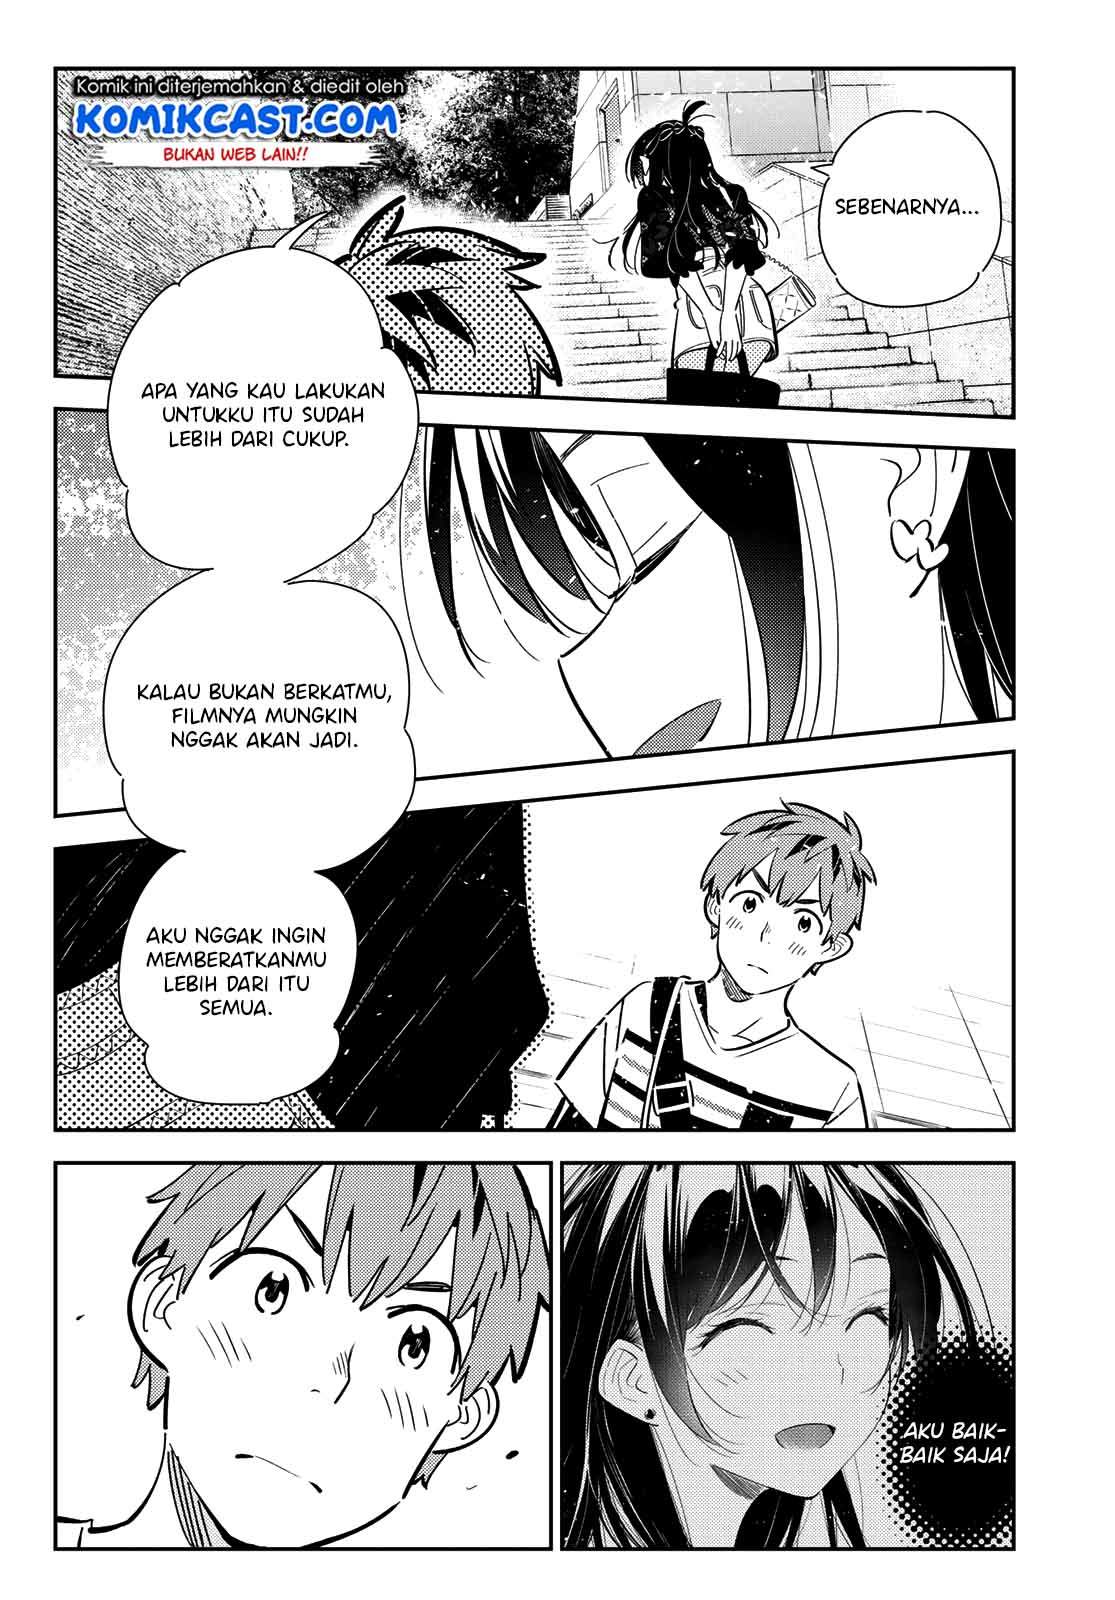 Komik ini diterjemahkan & diedit oleh
KOMIKCAST.COM
BUKAN WEB LAIN!!
SEBENARNYA...
APA YANG KAU LAKUKAN
UNTUKKU ITU SUDAH
LEBIH DARI CUKUP.
KALAU BUKAN BERKATMU,
FILMNYA MUNGKIN
NGGAK AKAN JADI.
AKU NGGAK INGIN
MEMBERATKANMU
LEBIH DARI ITU
SEMUA.
AKU BAIK-
BAIK SAJA!